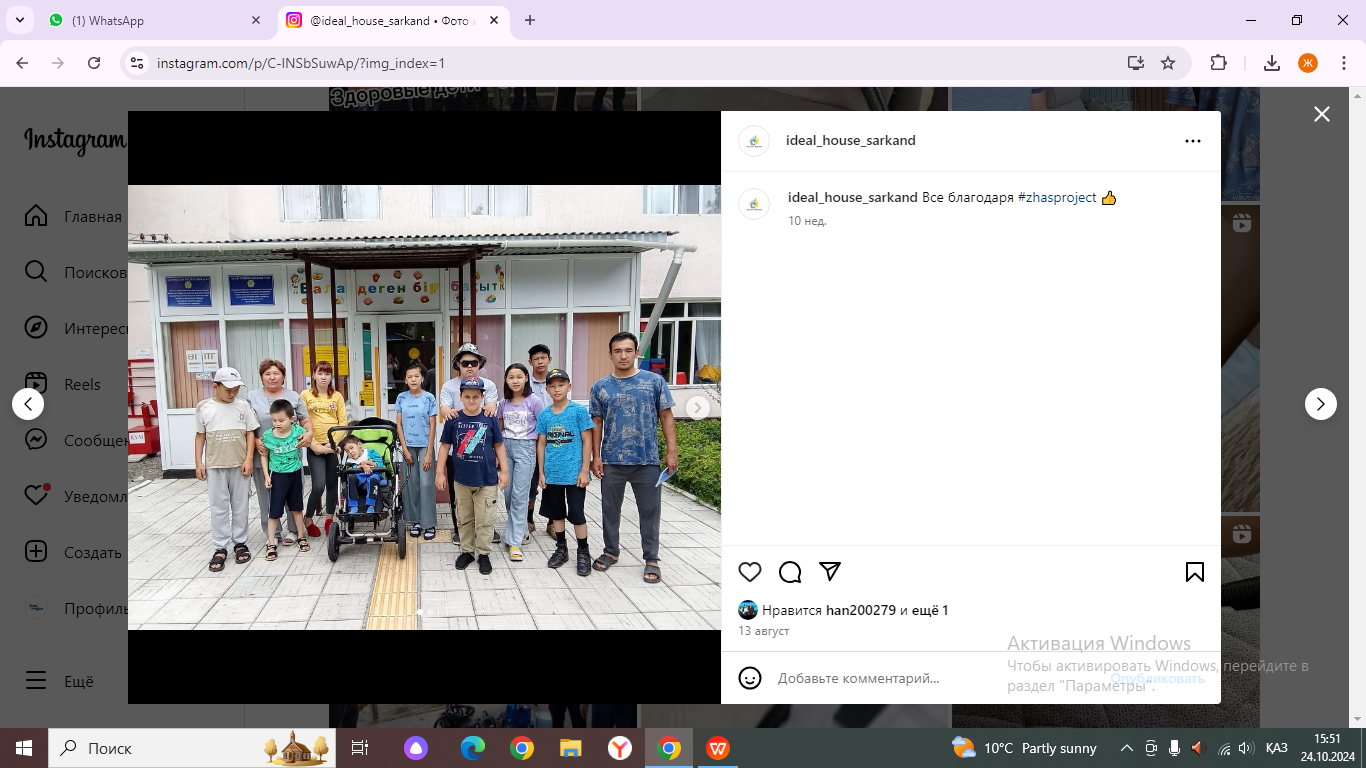 (1) WhatsApp
@ideal_house_sarkand • Фото и
instagram.com/p/C-INSbSuwAp/?img_index=1
Ж
Здоровые дети
Instagram
Главная
Поисков
Интерес
Reels
Сообщен
Уведомл
Создать
Профиль
Ещё
Бала деген бір бақыт
ideal_house_sarkand
ideal_house_sarkand Все благодаря #zhasproject 👍
10 нед.
Нравится han200279 и ещё 1
13 август
Добавьте комментарий...
Опубликовать
Активация Windows
Чтобы активировать Windows, перейдите в
раздел "Параметры".
Поиск
10°C Partly sunny
ҚАЗ
15:51
24.10.2024